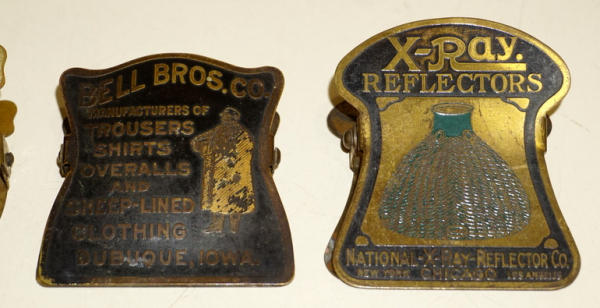 BELL BROS. CO.
MANUFACTURERS OF
TROUSERS
SHIRTS
OVERALLS
AND
SHEEP-LINED
CLOTHING
DUBUQUE, IOWA.
X-Ray.
REFLECTORS
NATIONAL-X-RAY-REFLECTOR CO.
NEW YORK CHICAGO LOS ANGELES